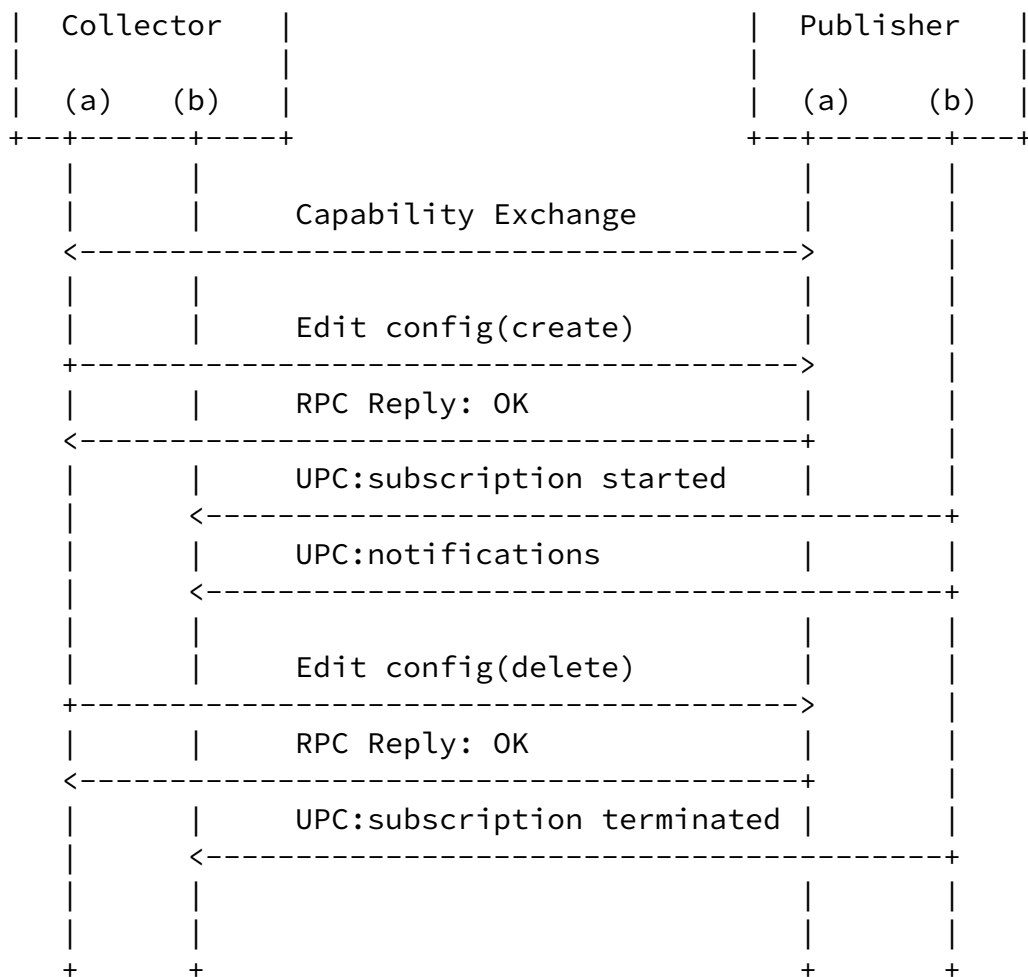 Collector Publisher
(a) (b) (a) (b)
Capability Exchange
Edit config(create)
RPC Reply: OK
UPC:subscription started
UPC:notifications
Edit config(delete)
RPC Reply: OK
UPC:subscription terminated